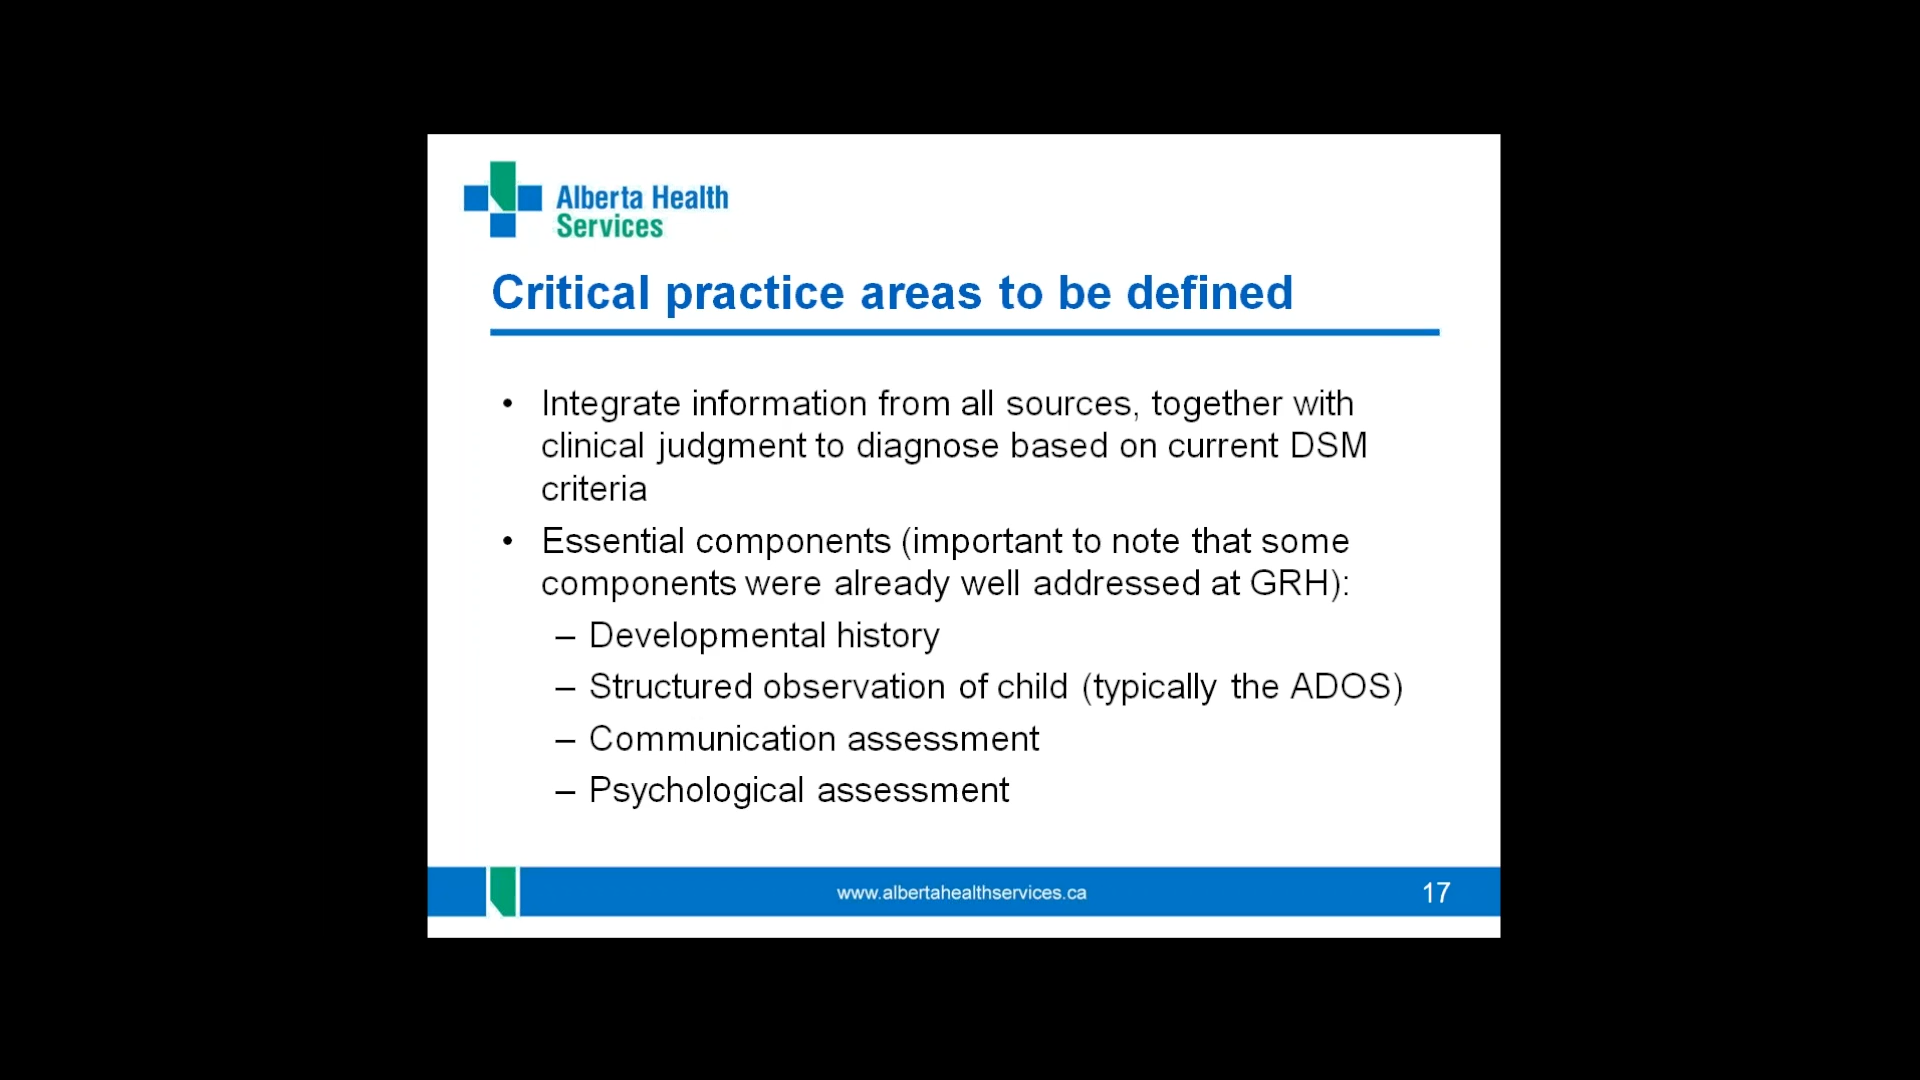 Alberta Health
Services
Critical practice areas to be defined
• Integrate information from all sources, together with
clinical judgment to diagnose based on current DSM
criteria
• Essential components (important to note that some
components were already well addressed at GRH):
– Developmental history
– Structured observation of child (typically the ADOS)
– Communication assessment
– Psychological assessment
www.albertahealthservices.ca
17